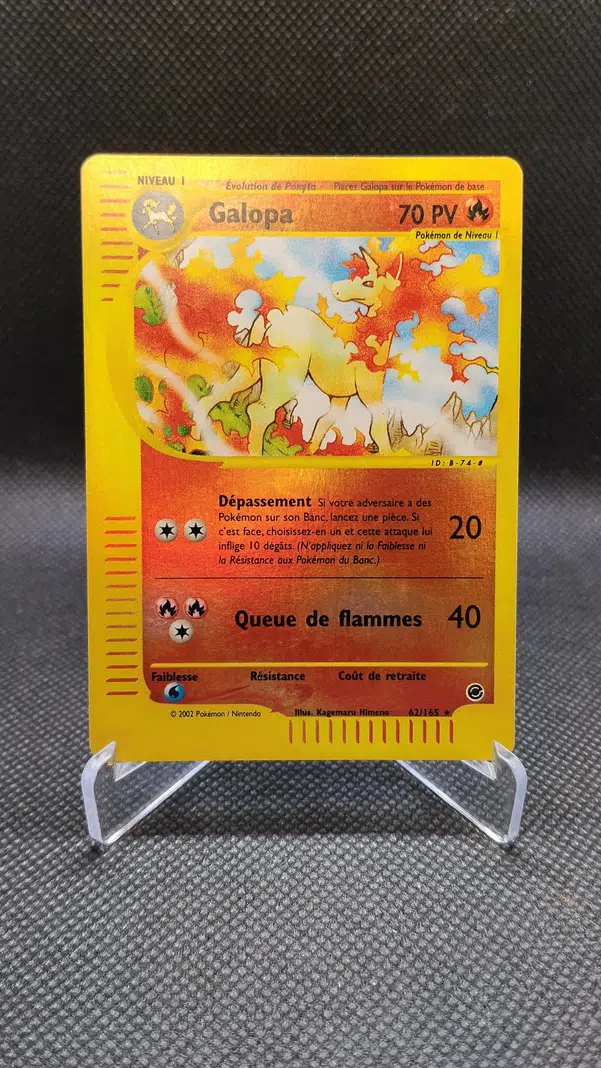 NIVEAU 1
Évolution de Ponyta Placez Galopa sur le Pokémon de base
Galopa 70 PV
Pokémon de Niveau 1
ID: B-74-#
Dépassement Si votre adversaire a des
Pokémon sur son Banc, lancez une pièce. Si
c'est face, choisissez-en un et cette attaque lui
inflige 10 dégâts. (N'appliquez ni la Faiblesse ni
la Résistance aux Pokémon du Banc.)
20
Queue de flammes 40
Faiblesse Résistance Coût de retraite
© 2002 Pokémon / Nintendo Illus. Kagemaru Himeno 62/165 ★